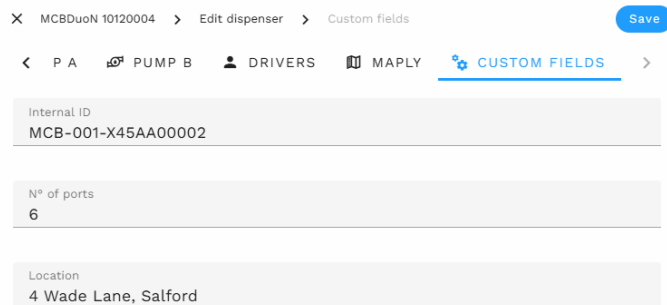 MCBDuoN 10120004 > Edit dispenser > Custom fields Save
P A PUMP B DRIVERS MAPLY CUSTOM FIELDS
Internal ID
MCB-001-X45AA00002
N° of ports
6
Location
4 Wade Lane, Salford